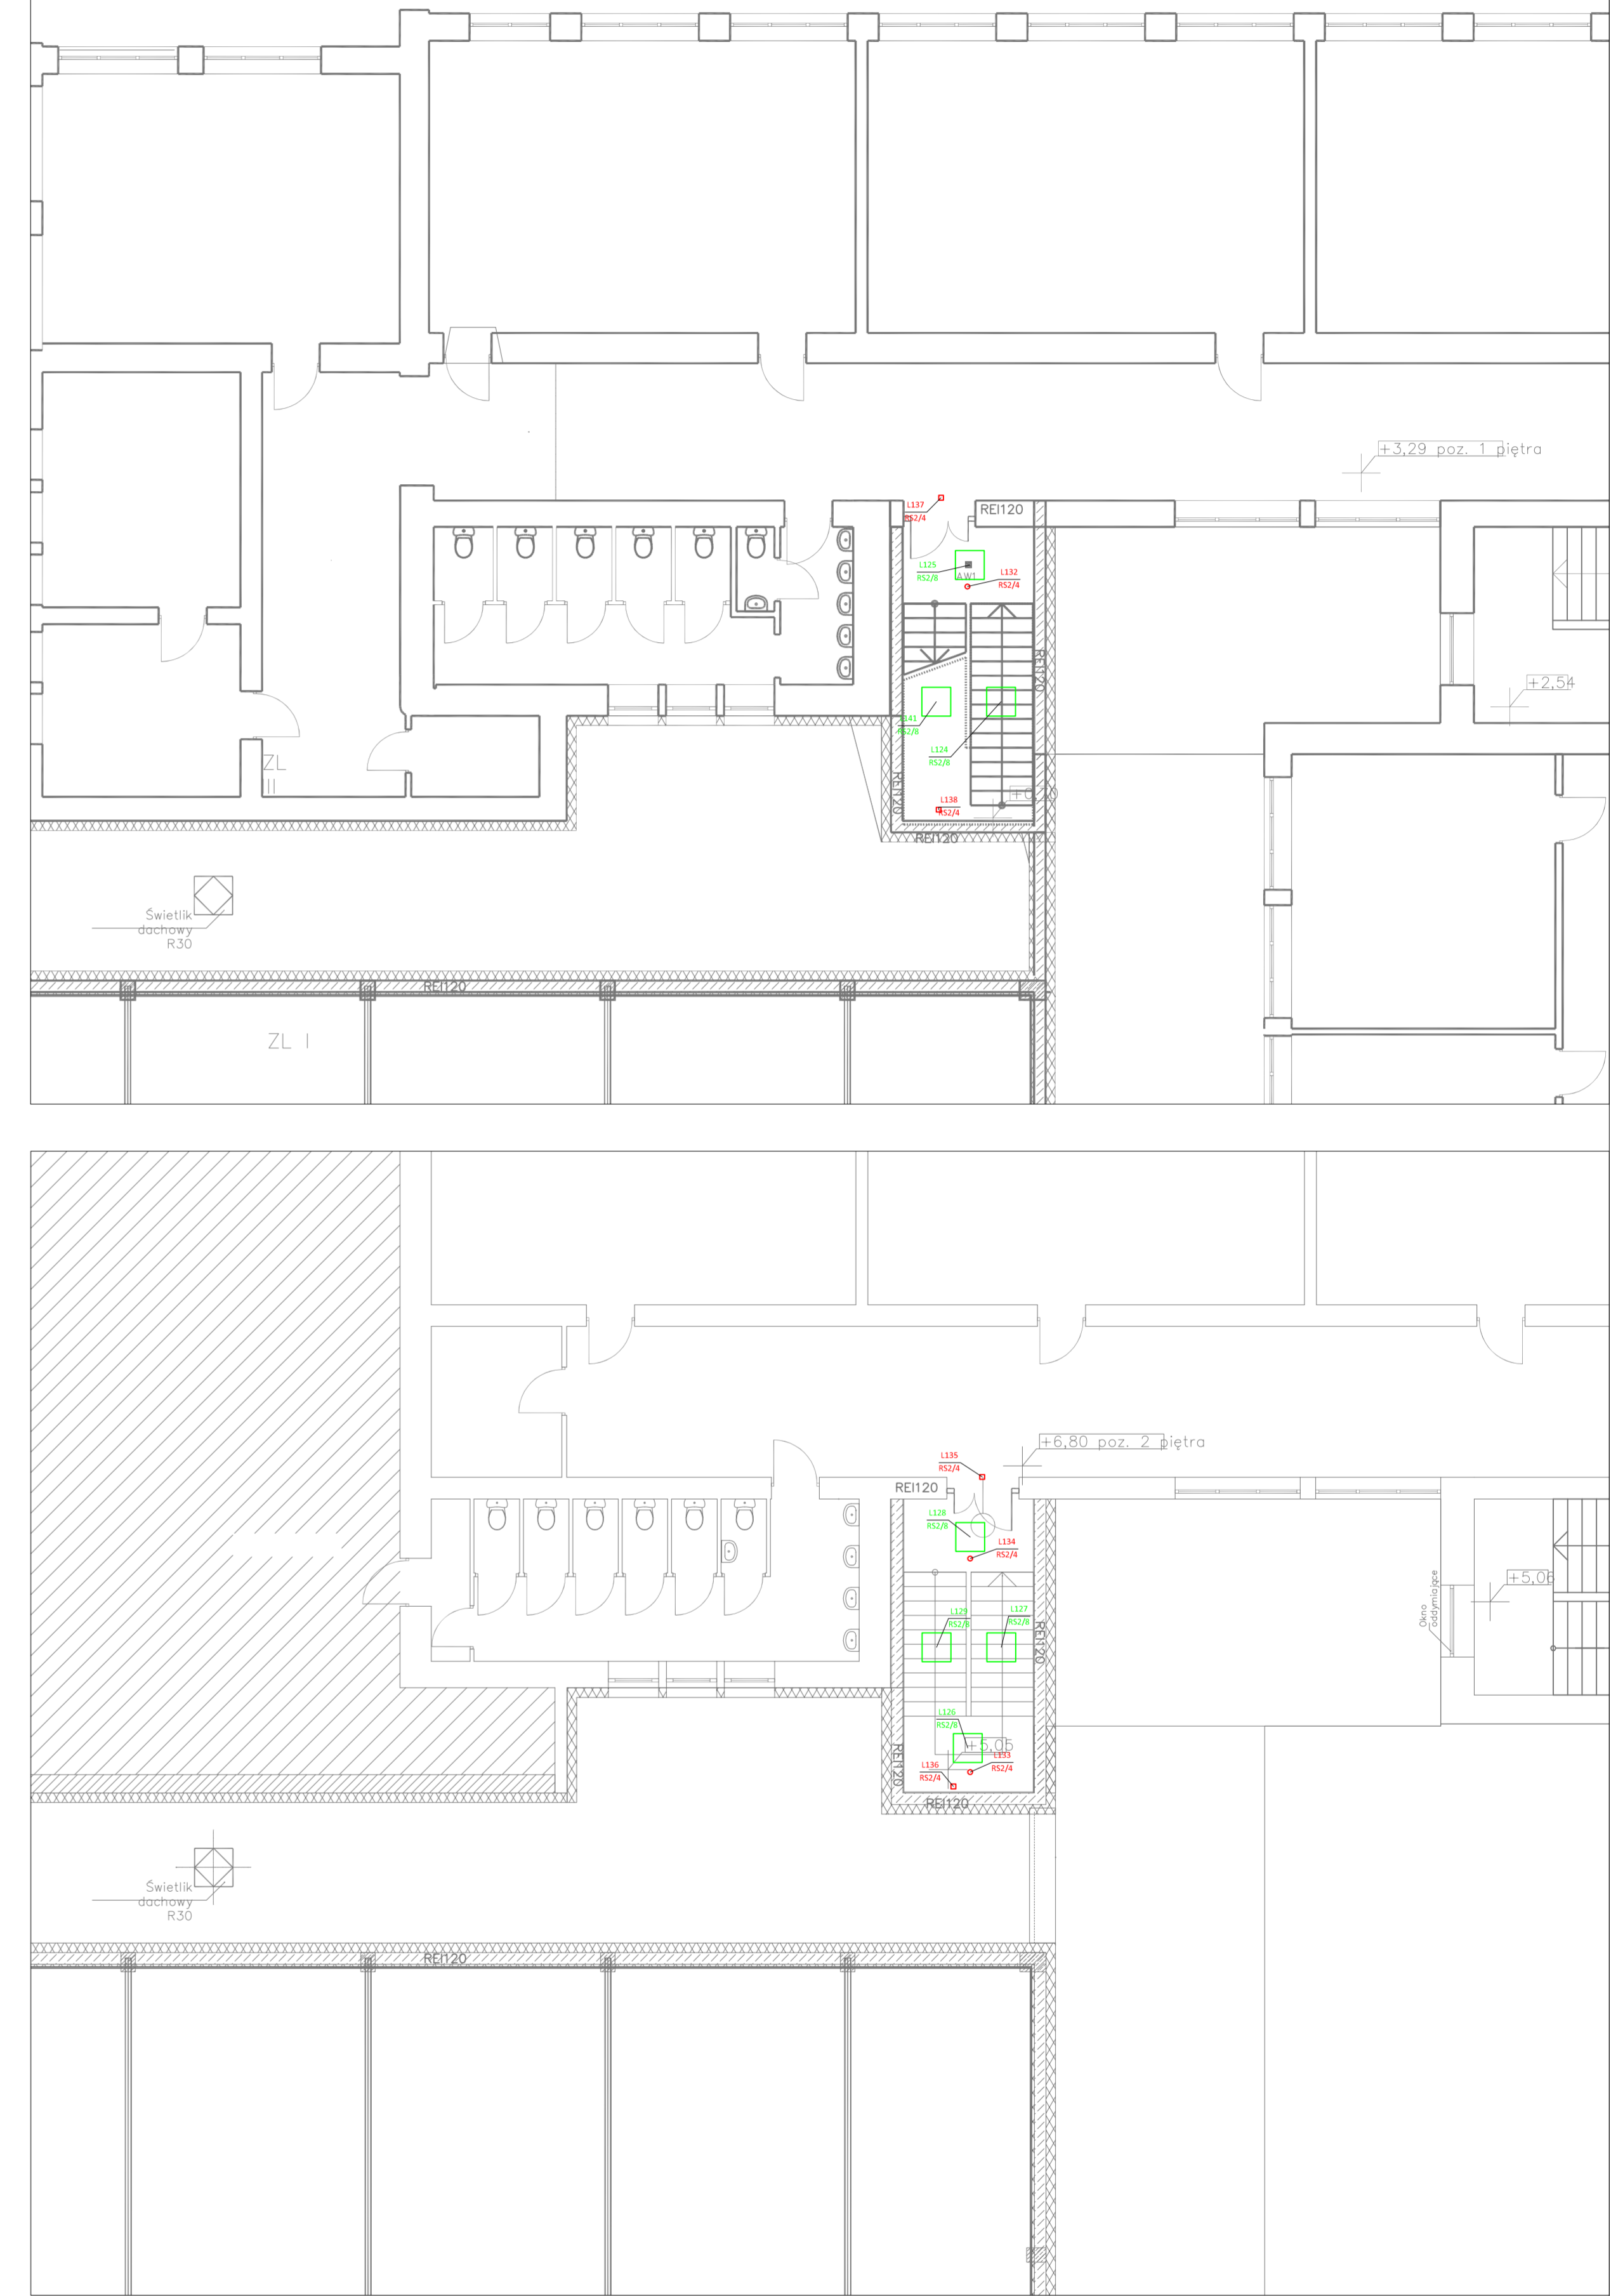 +3,29 poz. 1 piętra
L137
RS2/4
REI120
L125
RS2/8
AW1
L132
RS2/4
REI120
+2,54
L141
RS2/8
L124
RS2/8
ZL
III
REI120
L138
RS2/4
REI120
Świetlik
dachowy
R30
REI120
ZL I
+6,80 poz. 2 piętra
L135
RS2/4
REI120
L128
RS2/8
L134
RS2/4
Okna
oddymiające
+5,06
L129
RS2/8
L127
RS2/8
REI120
L126
RS2/8
+5,05
REI120
L136
RS2/4
L133
RS2/4
REI120
Świetlik
dachowy
R30
REI120